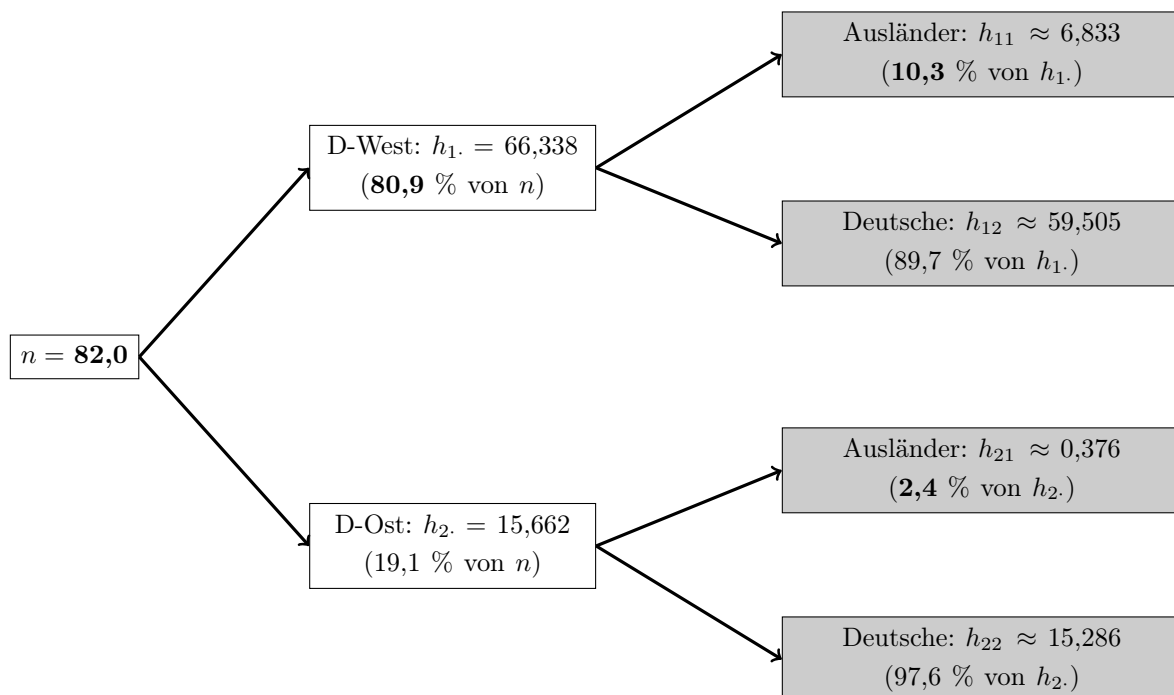 Ausländer: h₁₁ ≈ 6,833
(10,3 % von h₁.)
D-West: h₁. = 66,338
(80,9 % von n)
Deutsche: h₁₂ ≈ 59,505
(89,7 % von h₁.)
n = 82,0
Ausländer: h₂₁ ≈ 0,376
(2,4 % von h₂.)
D-Ost: h₂. = 15,662
(19,1 % von n)
Deutsche: h₂₂ ≈ 15,286
(97,6 % von h₂.)